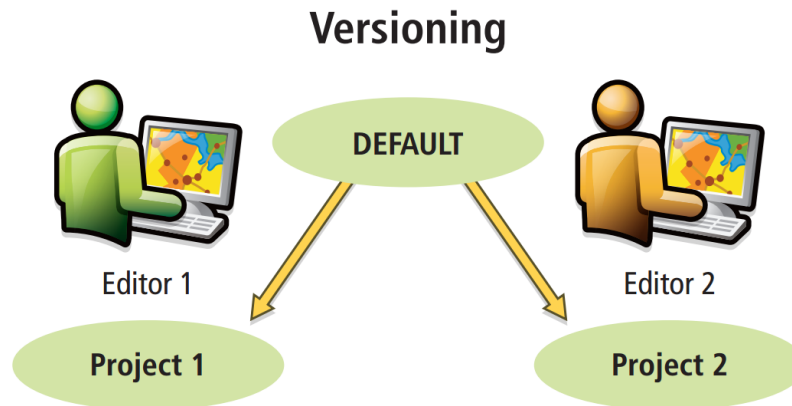 Versioning
DEFAULT
Editor 1
Editor 2
Project 1
Project 2